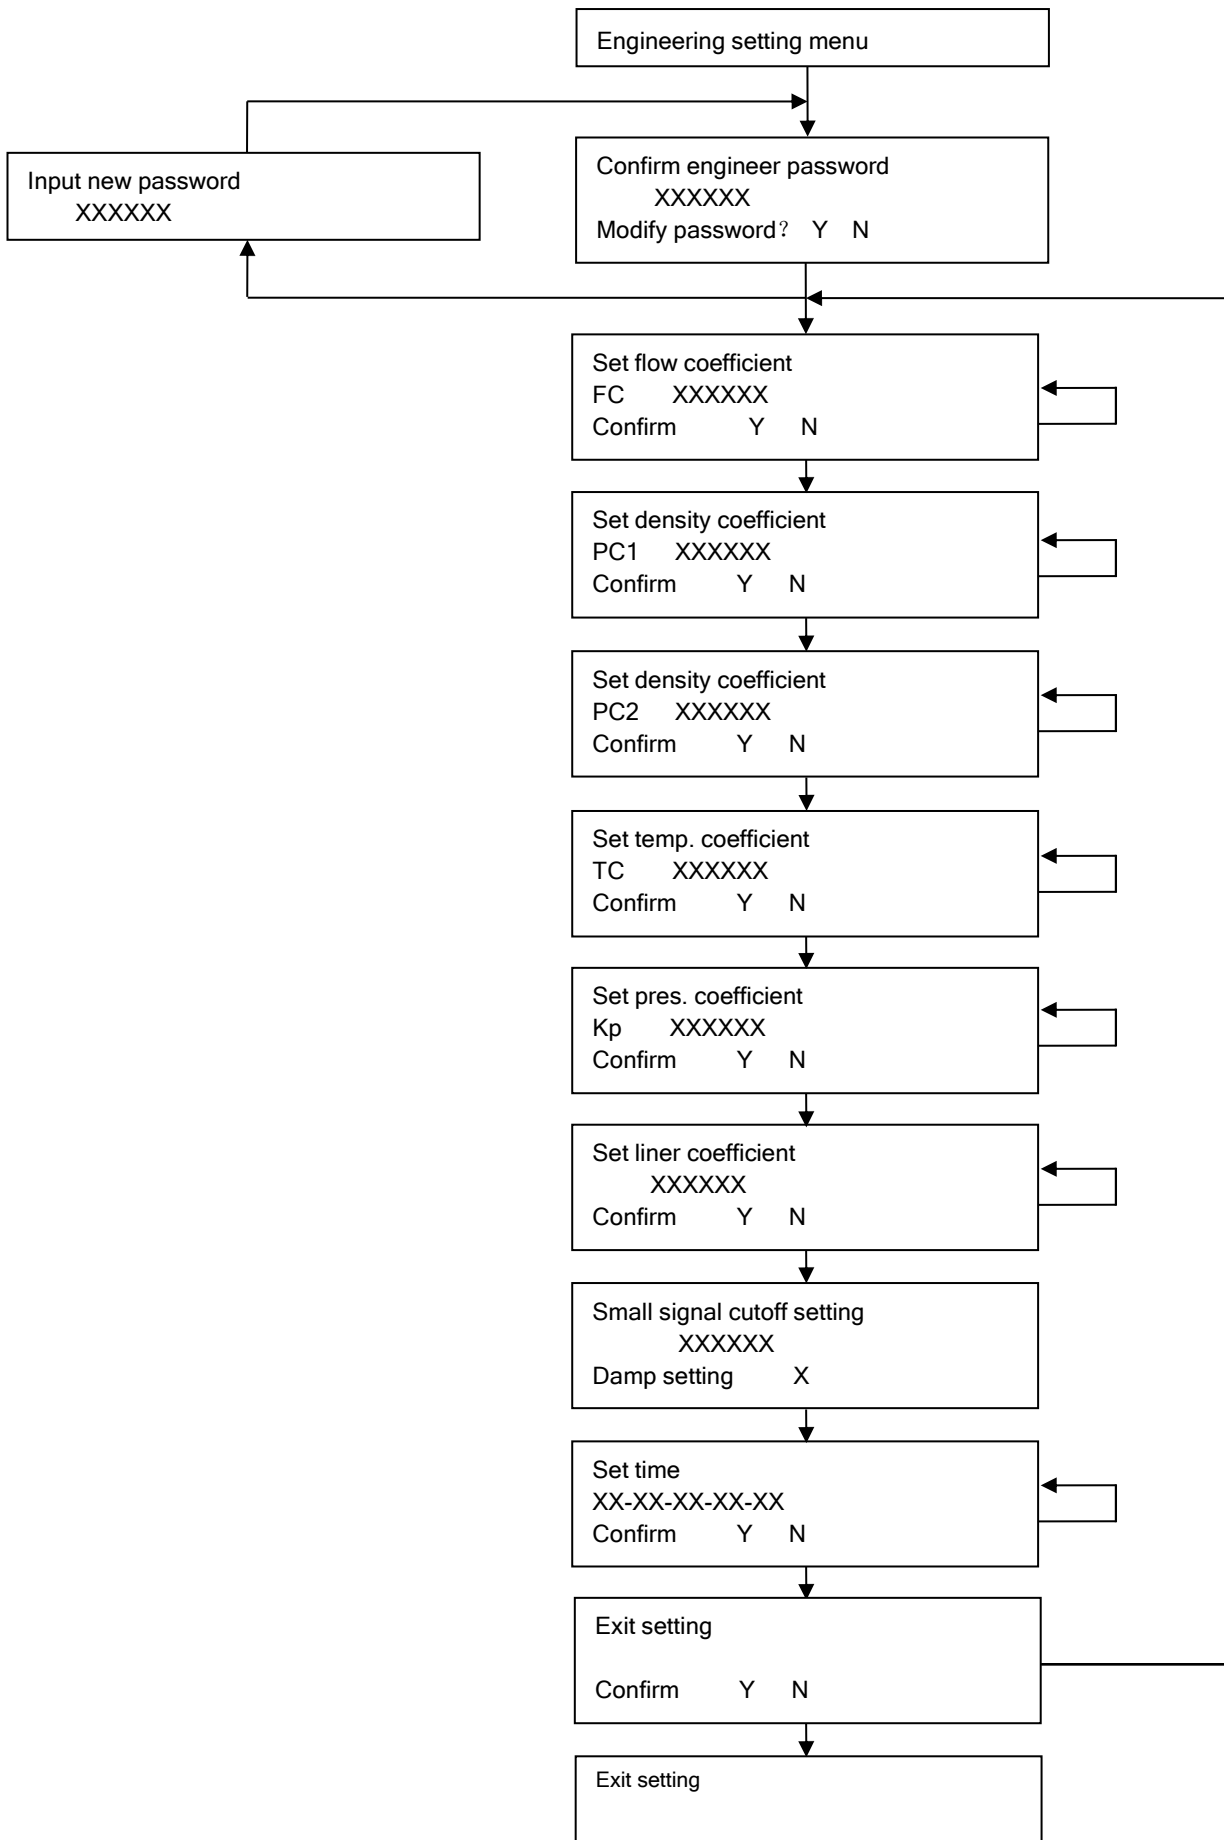 Engineering setting menu
Input new password
XXXXXX
Confirm engineer password
XXXXXX
Modify password？ Y N
Set flow coefficient
FC XXXXXX
Confirm Y N
Set density coefficient
PC1 XXXXXX
Confirm Y N
Set density coefficient
PC2 XXXXXX
Confirm Y N
Set temp. coefficient
TC XXXXXX
Confirm Y N
Set pres. coefficient
Kp XXXXXX
Confirm Y N
Set liner coefficient
XXXXXX
Confirm Y N
Small signal cutoff setting
XXXXXX
Damp setting X
Set time
XX-XX-XX-XX-XX
Confirm Y N
Exit setting
Confirm Y N
Exit setting